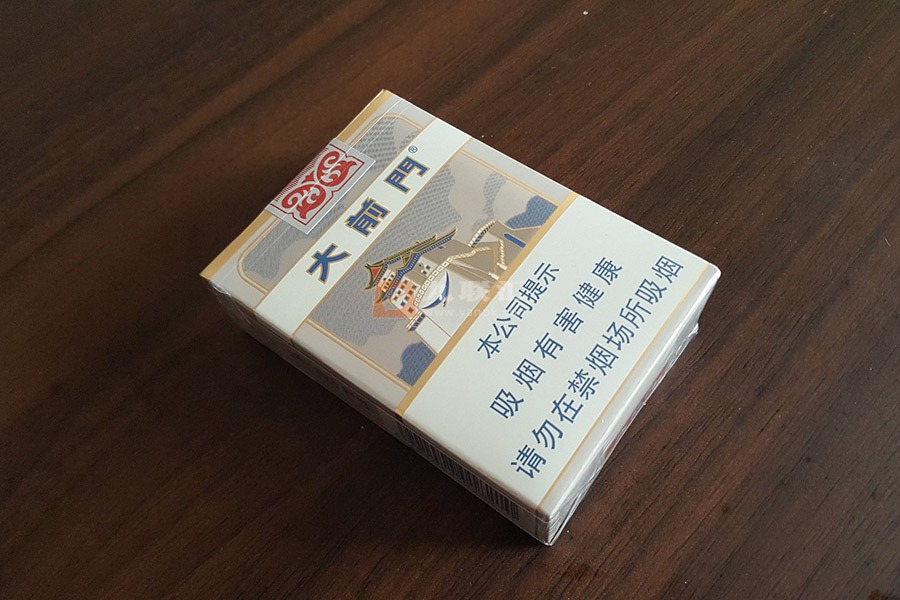 大前門®
本公司提示
吸烟有害健康
请勿在禁烟场所吸烟